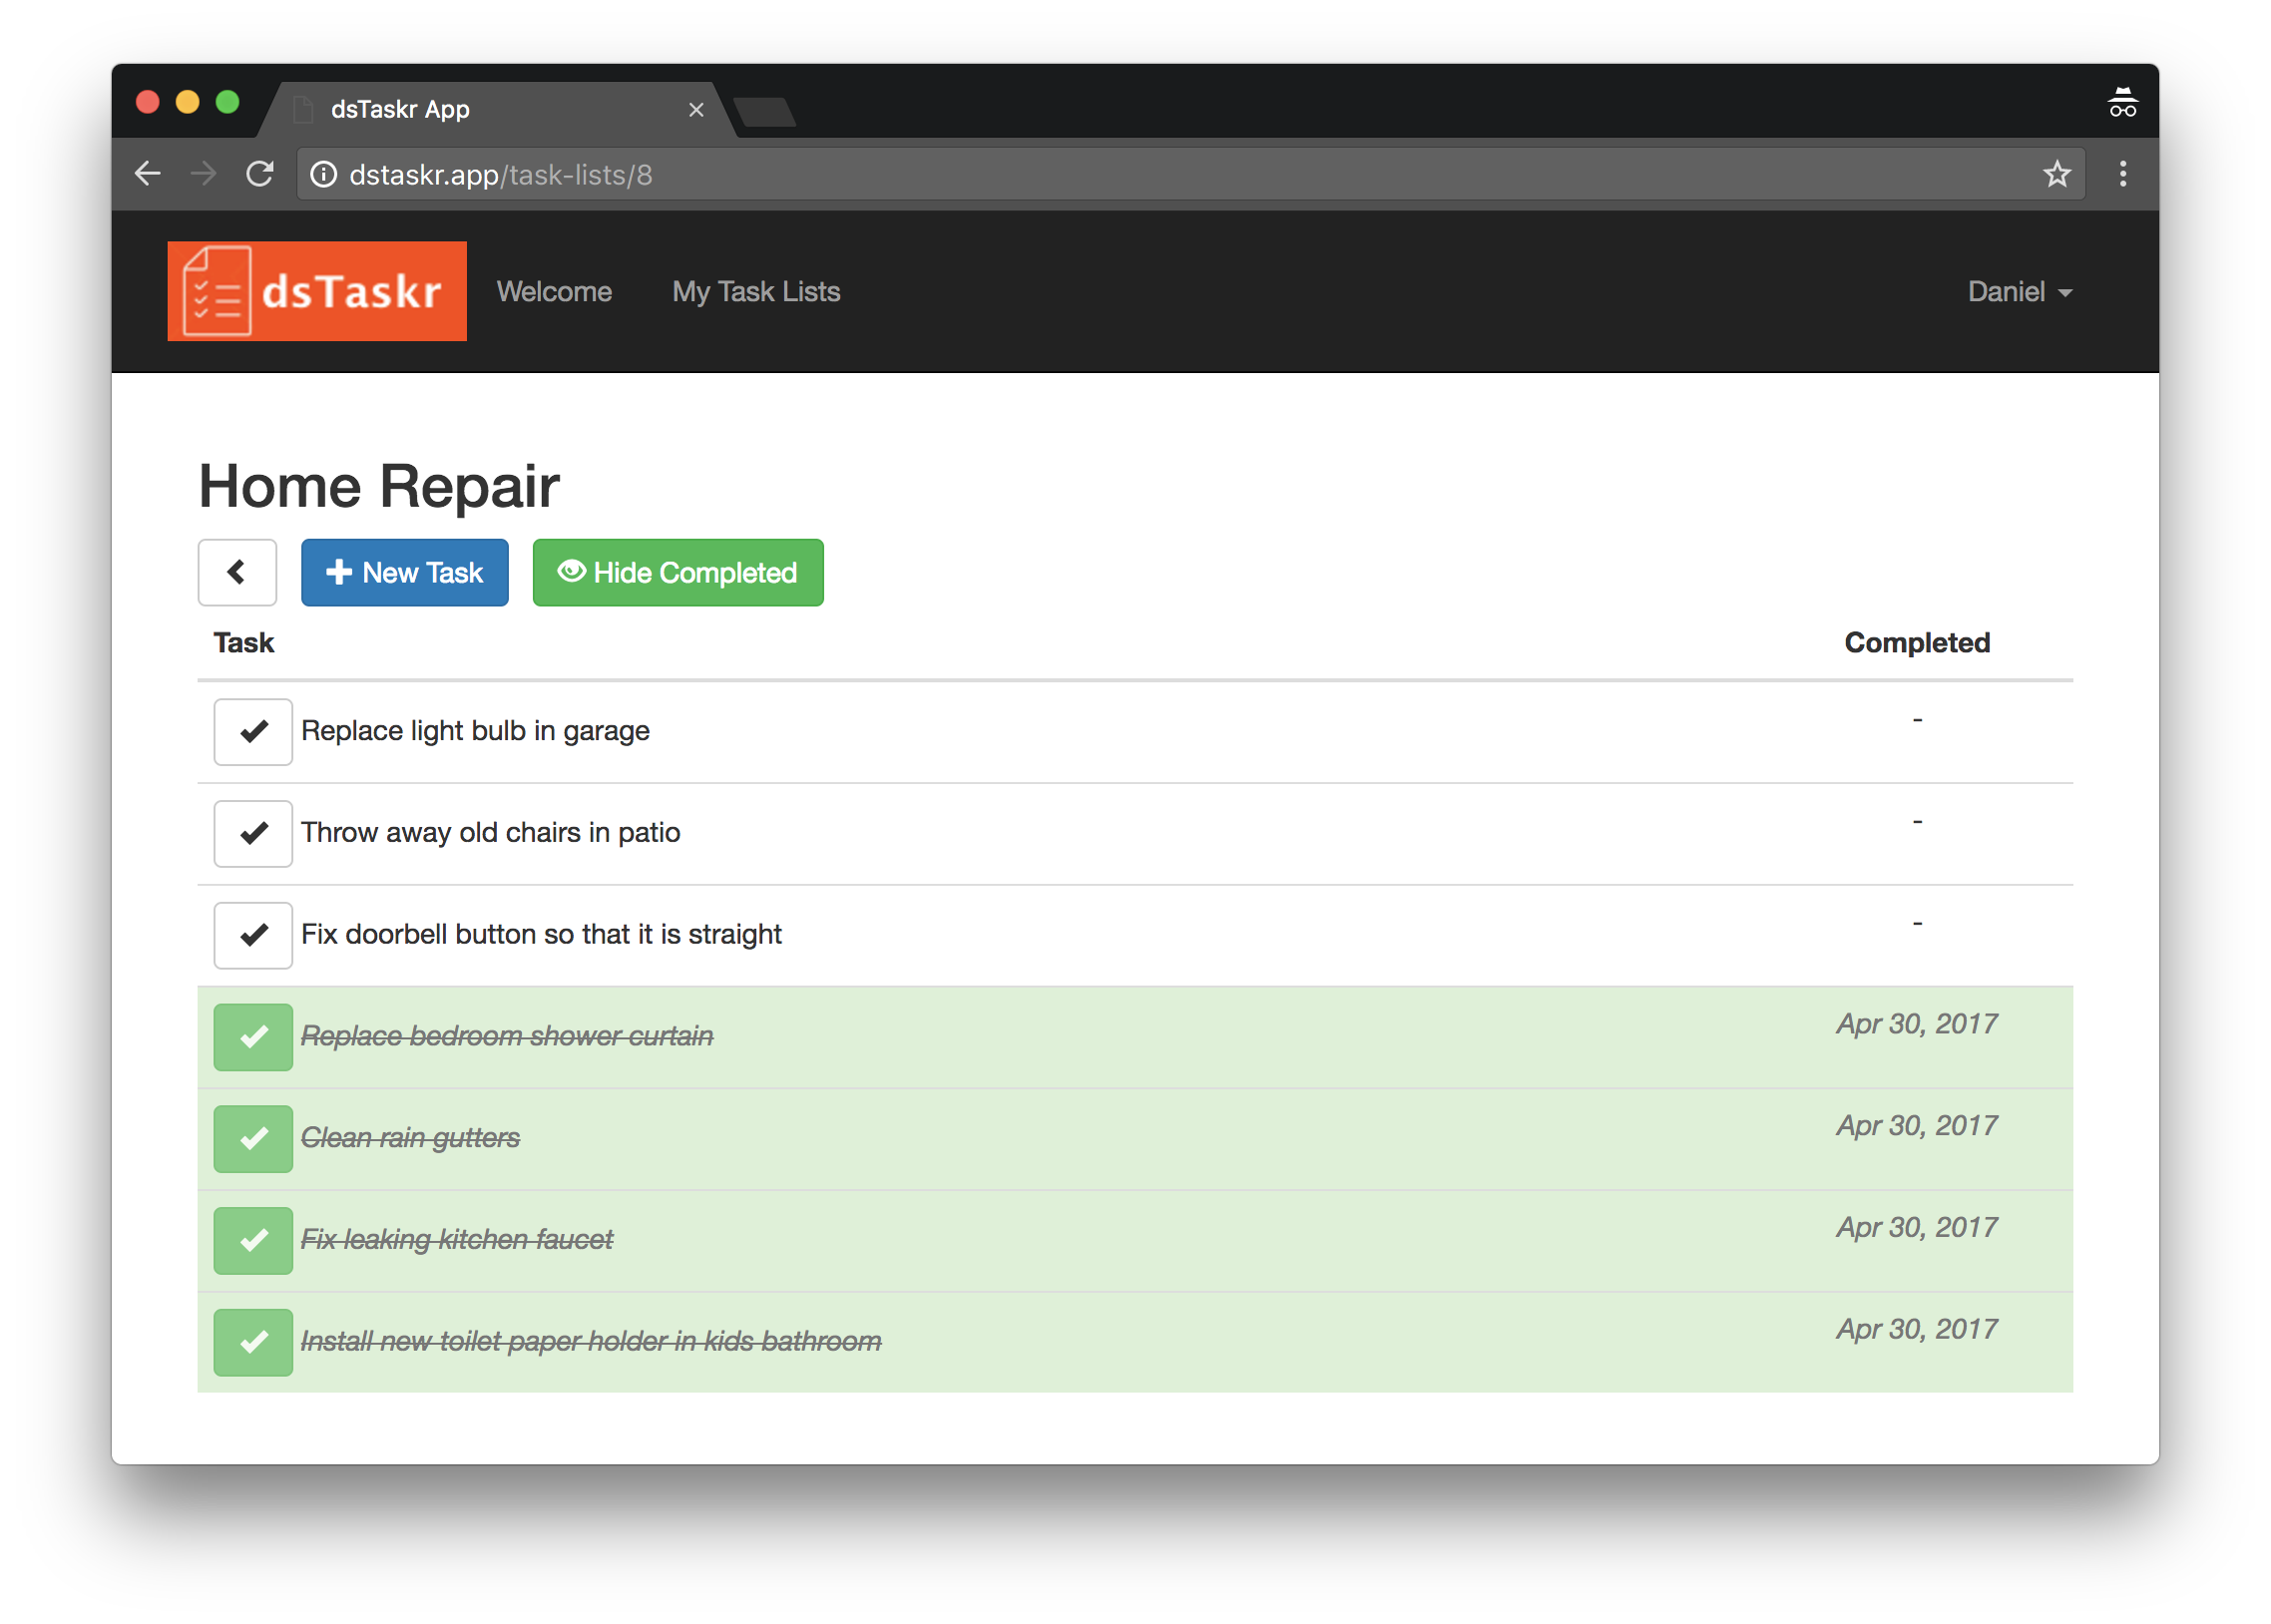 dsTaskr App
dstaskr.app/task-lists/8
dsTaskr Welcome My Task Lists Daniel
Home Repair
New Task Hide Completed
Task Completed
Replace light bulb in garage -
Throw away old chairs in patio -
Fix doorbell button so that it is straight -
Replace bedroom shower curtain Apr 30, 2017
Clean rain gutters Apr 30, 2017
Fix leaking kitchen faucet Apr 30, 2017
Install new toilet paper holder in kids bathroom Apr 30, 2017